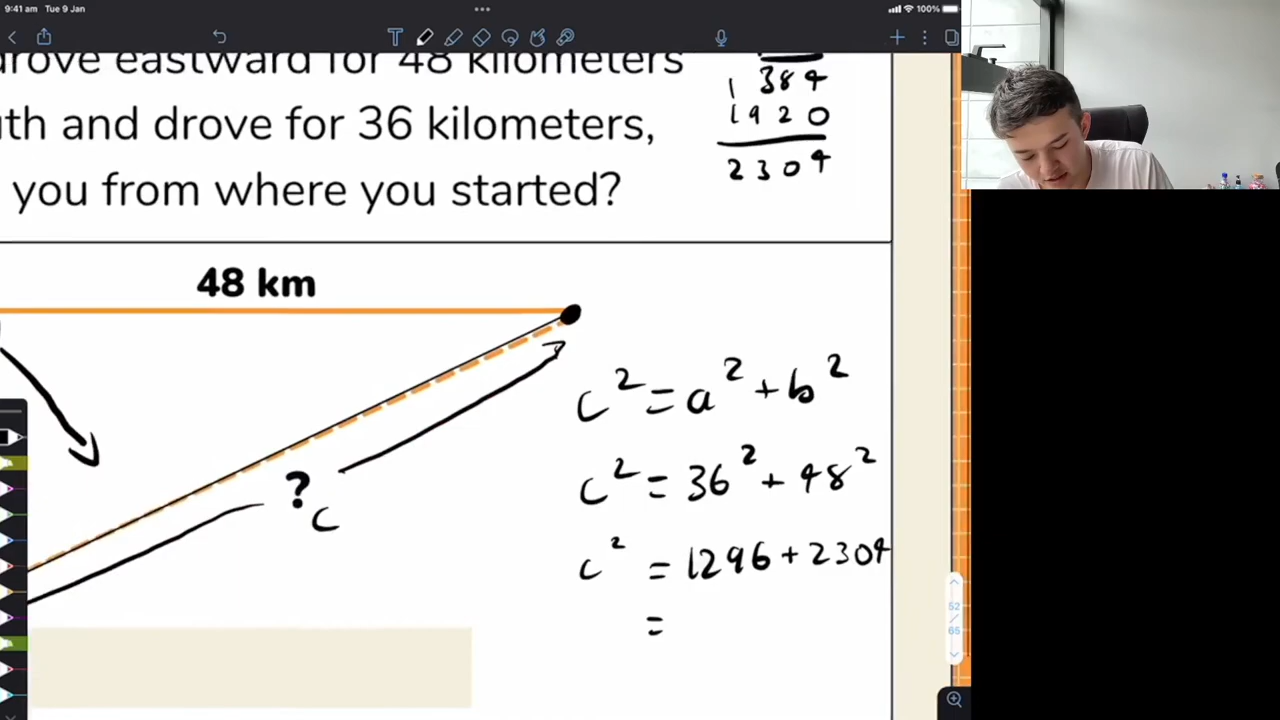 9:41 am Tue 9 Jan
100%
drove eastward for 48 kilometers
uth and drove for 36 kilometers,
you from where you started?
1 384
1920
2304
48 km
?
c
c² = a² + b²
c² = 36² + 48²
c² = 1296 + 2304
=
52
/
65